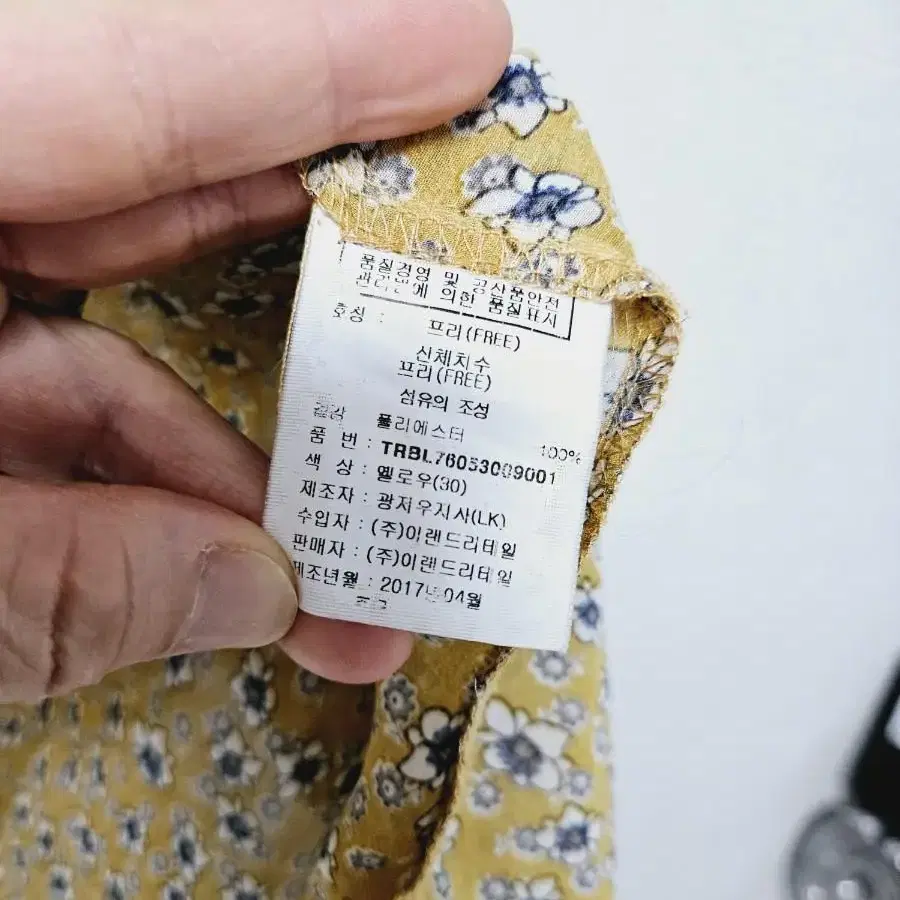 품질경영 및 공산품안전
관리법에 의한 품질표시
호칭 : 프리(FREE)
신체치수
프리(FREE)
섬유의 조성
겉감 폴리에스터 100%
품 번 : TRBL76053009001
색 상 : 옐로우(30)
제조자 : 광저우지사(LK)
수입자 : (주)이랜드리테일
판매자 : (주)이랜드리테일
제조년월 : 2017년04월